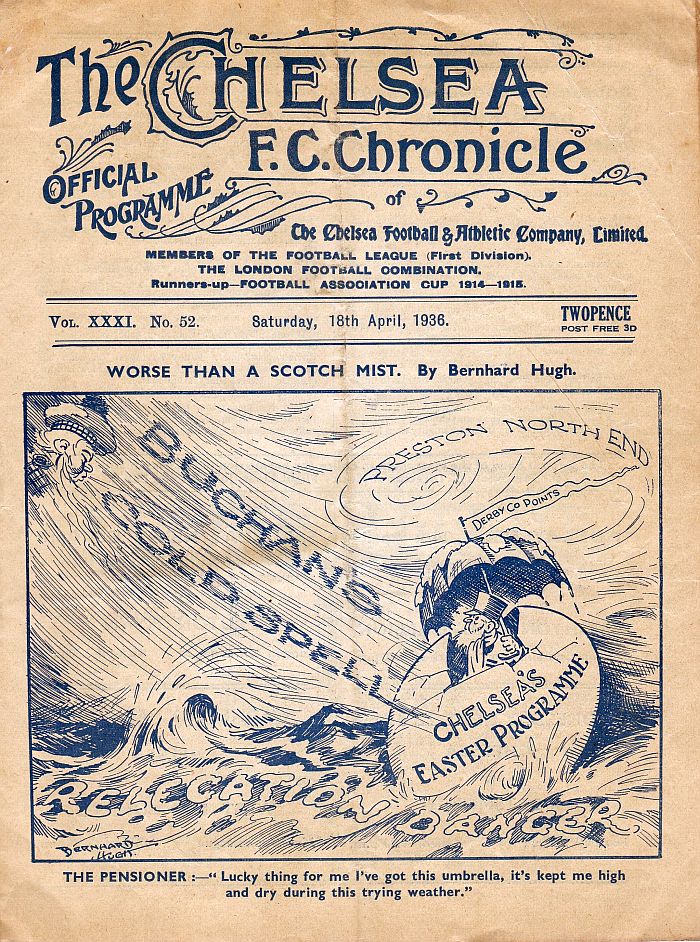 The CHELSEA
F.C. Chronicle
OFFICIAL
PROGRAMME
of
The Chelsea Football & Athletic Company, Limited.
MEMBERS OF THE FOOTBALL LEAGUE (First Division).
THE LONDON FOOTBALL COMBINATION.
Runners-up—FOOTBALL ASSOCIATION CUP 1914—1915.
VOL. XXXI. No. 52.
Saturday, 18th April, 1936.
TWOPENCE
POST FREE 3D
WORSE THAN A SCOTCH MIST. By Bernhard Hugh.
BUCHAN'S
COLD SPELL
PRESTON NORTH END
DERBY CO POINTS
CHELSEA'S
EASTER PROGRAMME
RELEGATION DANGER
BERNHARD
HUGH
THE PENSIONER :—“ Lucky thing for me I've got this umbrella, it's kept me high
and dry during this trying weather.”